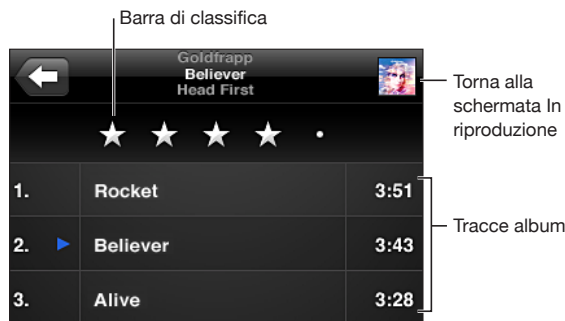 Barra di classifica
Goldfrapp
Believer
Head First
Torna alla
schermata In
riproduzione
1. Rocket 3:51
2. Believer 3:43
3. Alive 3:28
Tracce album